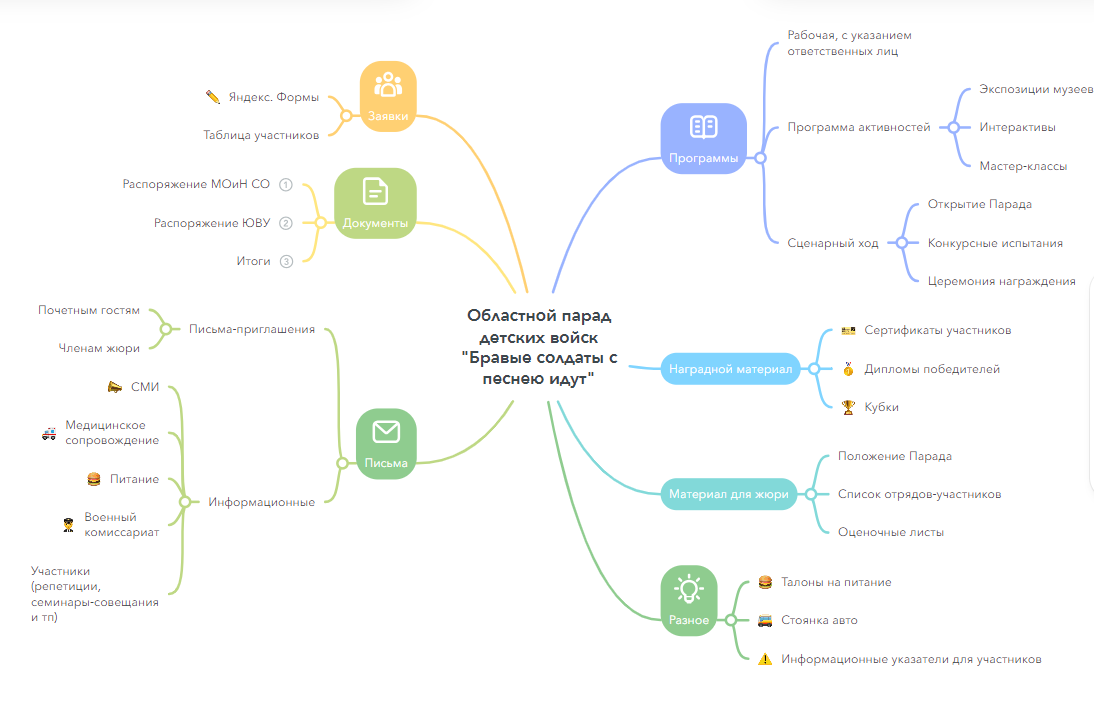 Областной парад
детских войск
"Бравые солдаты с
песнею идут"
Заявки
Яндекс. Формы
Таблица участников
Документы
Распоряжение МОиН СО 1
Распоряжение ЮВУ 2
Итоги 3
Письма
Письма-приглашения
Почетным гостям
Членам жюри
Информационные
СМИ
Медицинское
сопровождение
Питание
Военный
комиссариат
Участники
(репетиции,
семинары-совещания
и тп)
Программы
Рабочая, с указанием
ответственных лиц
Программа активностей
Экспозиции музеев
Интерактивы
Мастер-классы
Сценарный ход
Открытие Парада
Конкурсные испытания
Церемония награждения
Наградной материал
Сертификаты участников
Дипломы победителей
Кубки
Материал для жюри
Положение Парада
Список отрядов-участников
Оценочные листы
Разное
Талоны на питание
Стоянка авто
Информационные указатели для участников